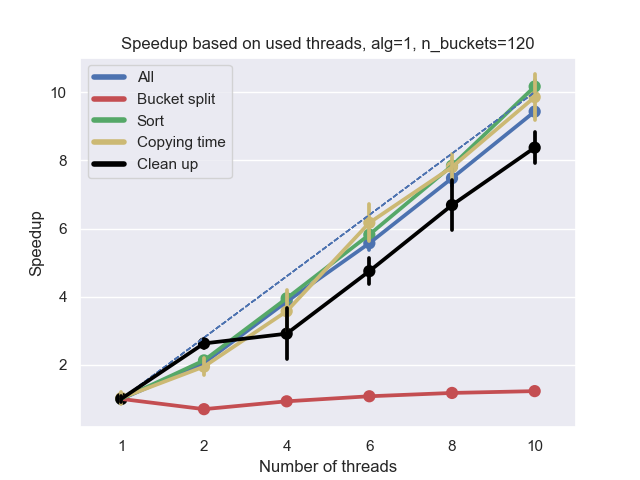 Speedup based on used threads, alg=1, n_buckets=120
All
Bucket split
Sort
Copying time
Clean up
10
8
6
4
2
Speedup
1 2 4 6 8 10
Number of threads